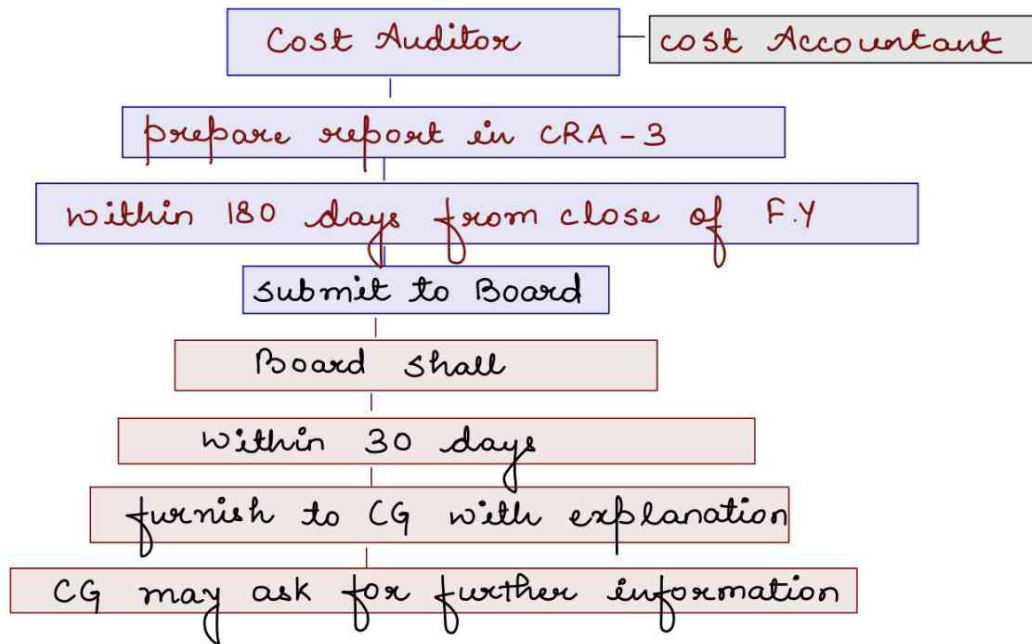 Cost Auditor
cost Accountant
prepare report in CRA-3
within 180 days from close of F.Y
submit to Board
Board shall
within 30 days
furnish to CG with explanation
CG may ask for further information